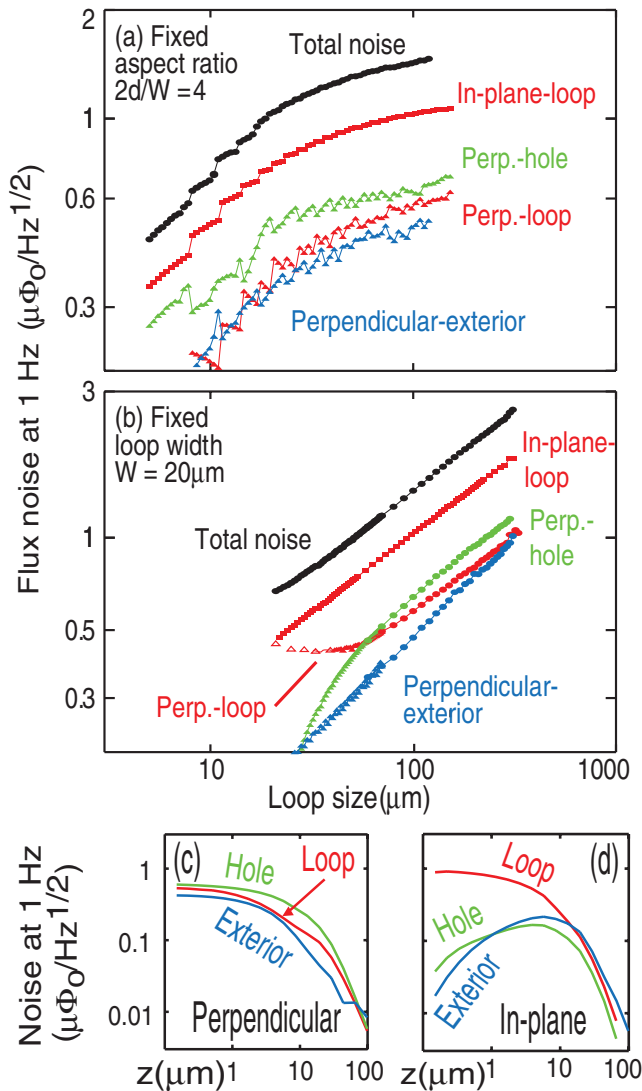 2
(a) Fixed
aspect ratio
2d/W = 4
Total noise
In-plane-loop
1
Perp.-hole
0.6
Perp.-loop
0.3
Perpendicular-exterior
Flux noise at 1 Hz (μΦ₀/Hz^1/2)
3
(b) Fixed
loop width
W = 20μm
In-plane-
loop
Total noise
1
Perp.-
hole
0.5
0.3
Perp.-loop
Perpendicular-
exterior
10 100 1000
Loop size(μm)
Noise at 1 Hz
(μΦ₀/Hz^1/2)
1
0.1
0.01
(c)
Hole
Loop
Exterior
Perpendicular
z(μm) 1 10 100
(d)
Loop
Hole
Exterior
In-plane
z(μm) 1 10 100